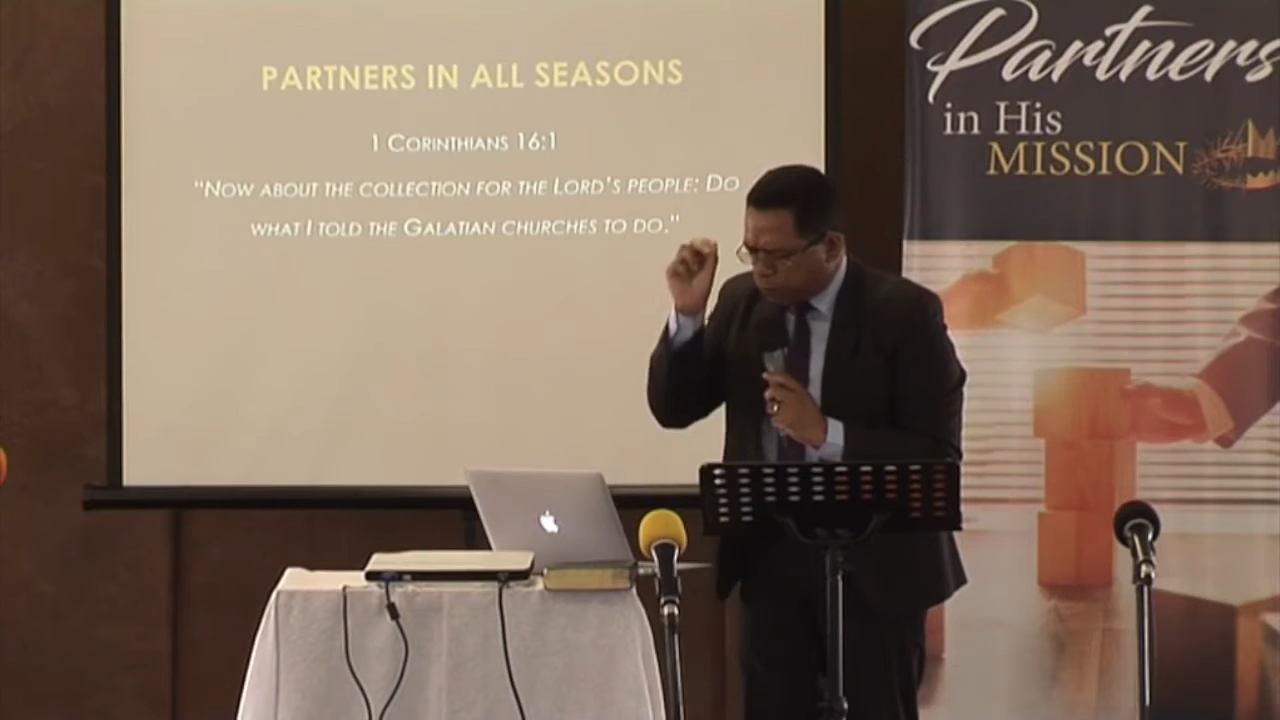 PARTNERS IN ALL SEASONS
1 CORINTHIANS 16:1
"NOW ABOUT THE COLLECTION FOR THE LORD'S PEOPLE: DO
WHAT I TOLD THE GALATIAN CHURCHES TO DO."
Partners
in His
MISSION